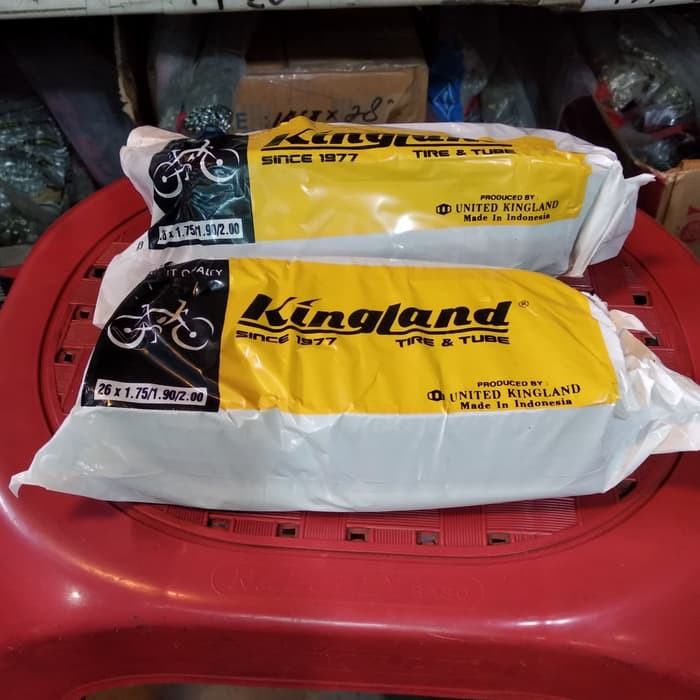 Kingland
SINCE 1977 TIRE & TUBE
PRODUCED BY :
UNITED KINGLAND
Made In Indonesia
x 1.75/1.90/2.00
Kingland®
SINCE 1977 TIRE & TUBE
26 x 1.75/1.90/2.00
PRODUCED BY :
UNITED KINGLAND
Made In Indonesia